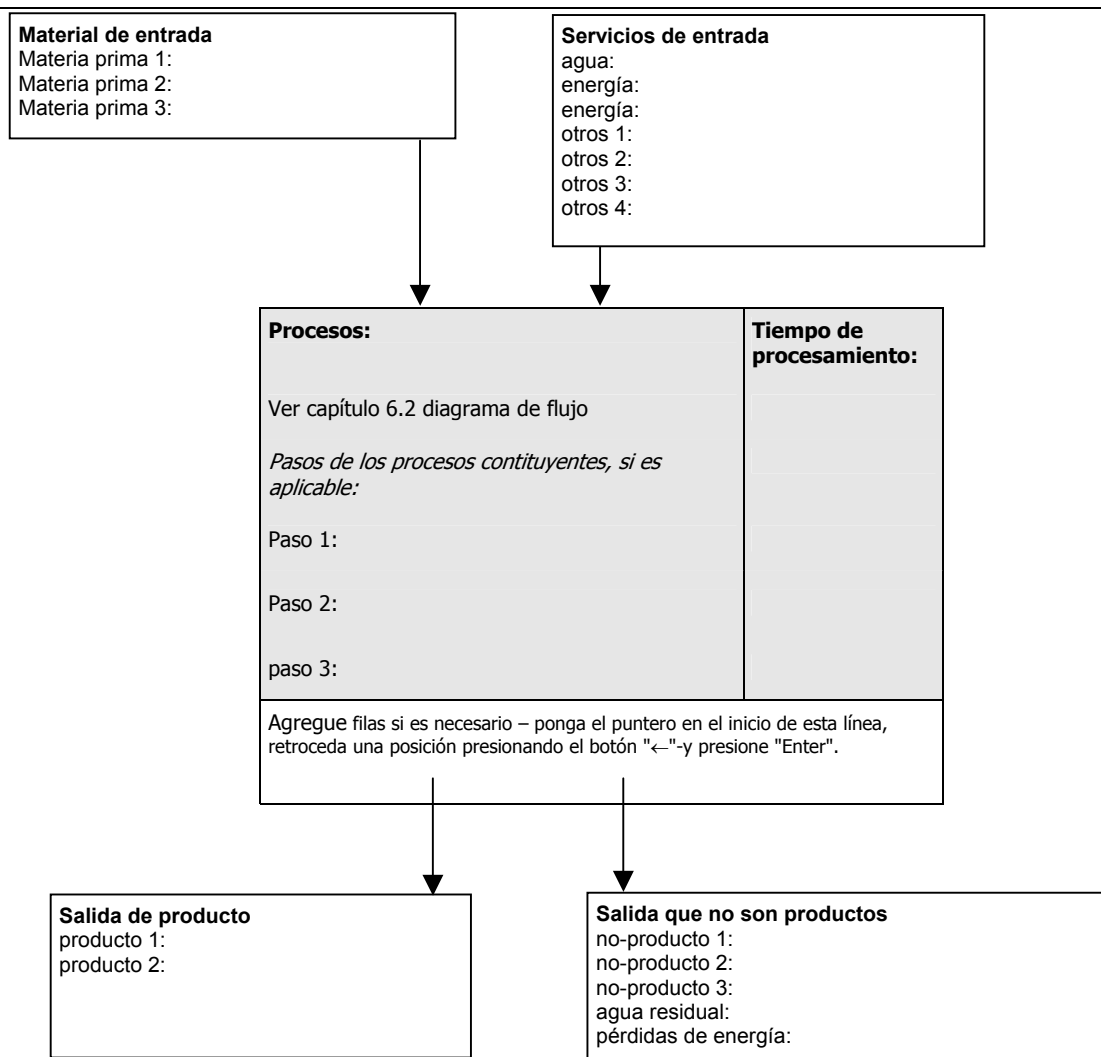 Material de entrada
Materia prima 1:
Materia prima 2:
Materia prima 3:
Servicios de entrada
agua:
energía:
energía:
otros 1:
otros 2:
otros 3:
otros 4:
Procesos:
Tiempo de
procesamiento:
Ver capítulo 6.2 diagrama de flujo
Pasos de los procesos contituyentes, si es
aplicable:
Paso 1:
Paso 2:
paso 3:
Agregue filas si es necesario – ponga el puntero en el inicio de esta línea,
retroceda una posición presionando el botón "←"-y presione "Enter".
Salida de producto
producto 1:
producto 2:
Salida que no son productos
no-producto 1:
no-producto 2:
no-producto 3:
agua residual:
pérdidas de energía: